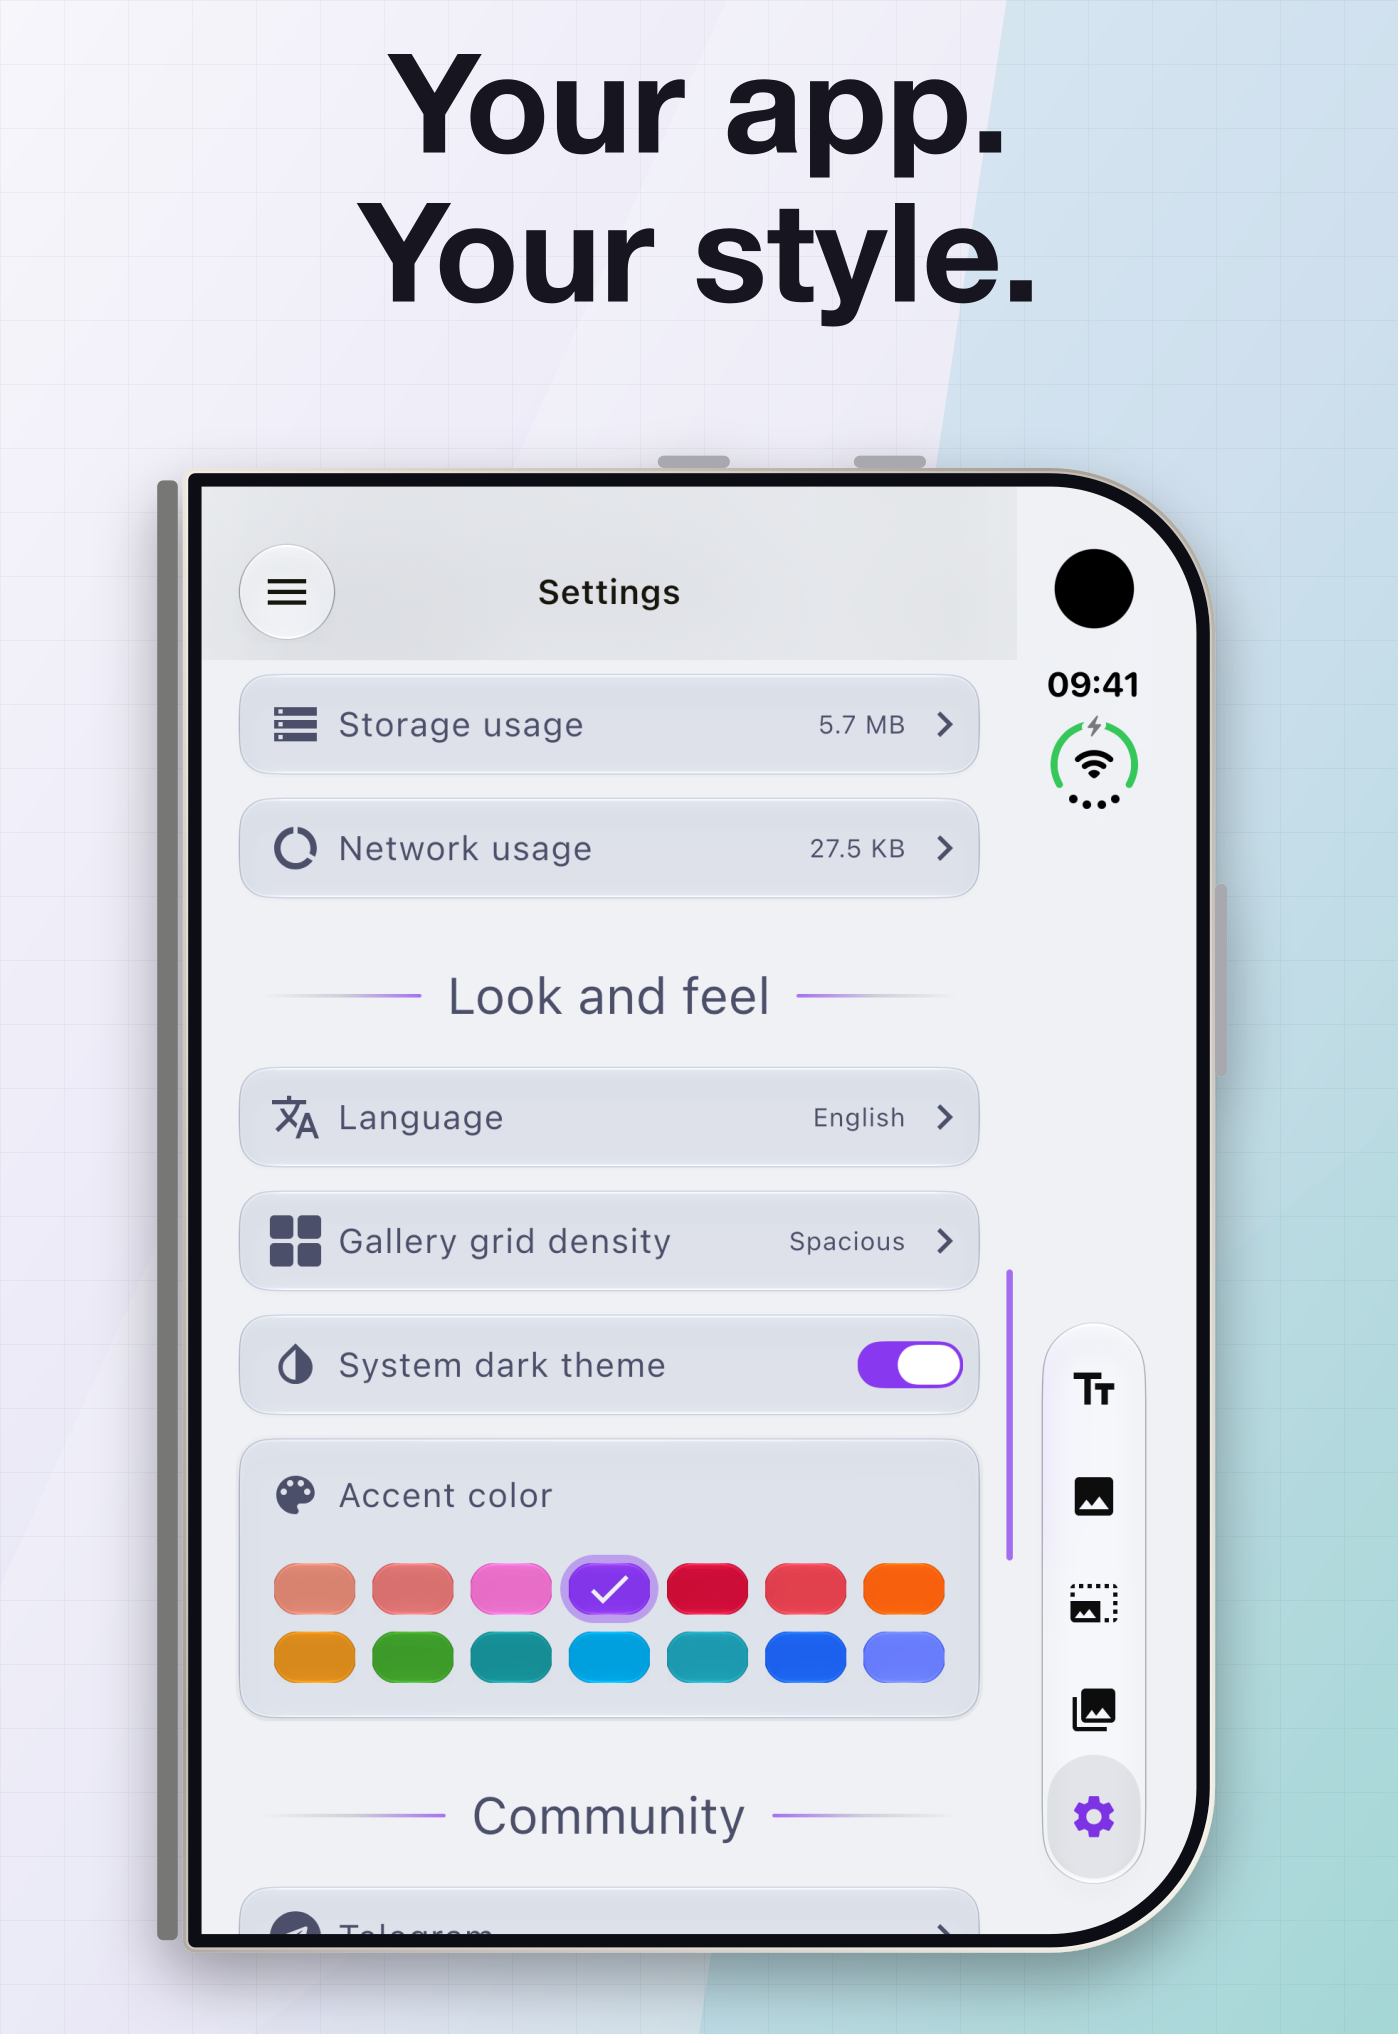 Your app.
Your style.
Settings
09:41
Storage usage 5.7 MB
Network usage 27.5 KB
Look and feel
Language English
Gallery grid density Spacious
System dark theme
Accent color
Community
Telegram